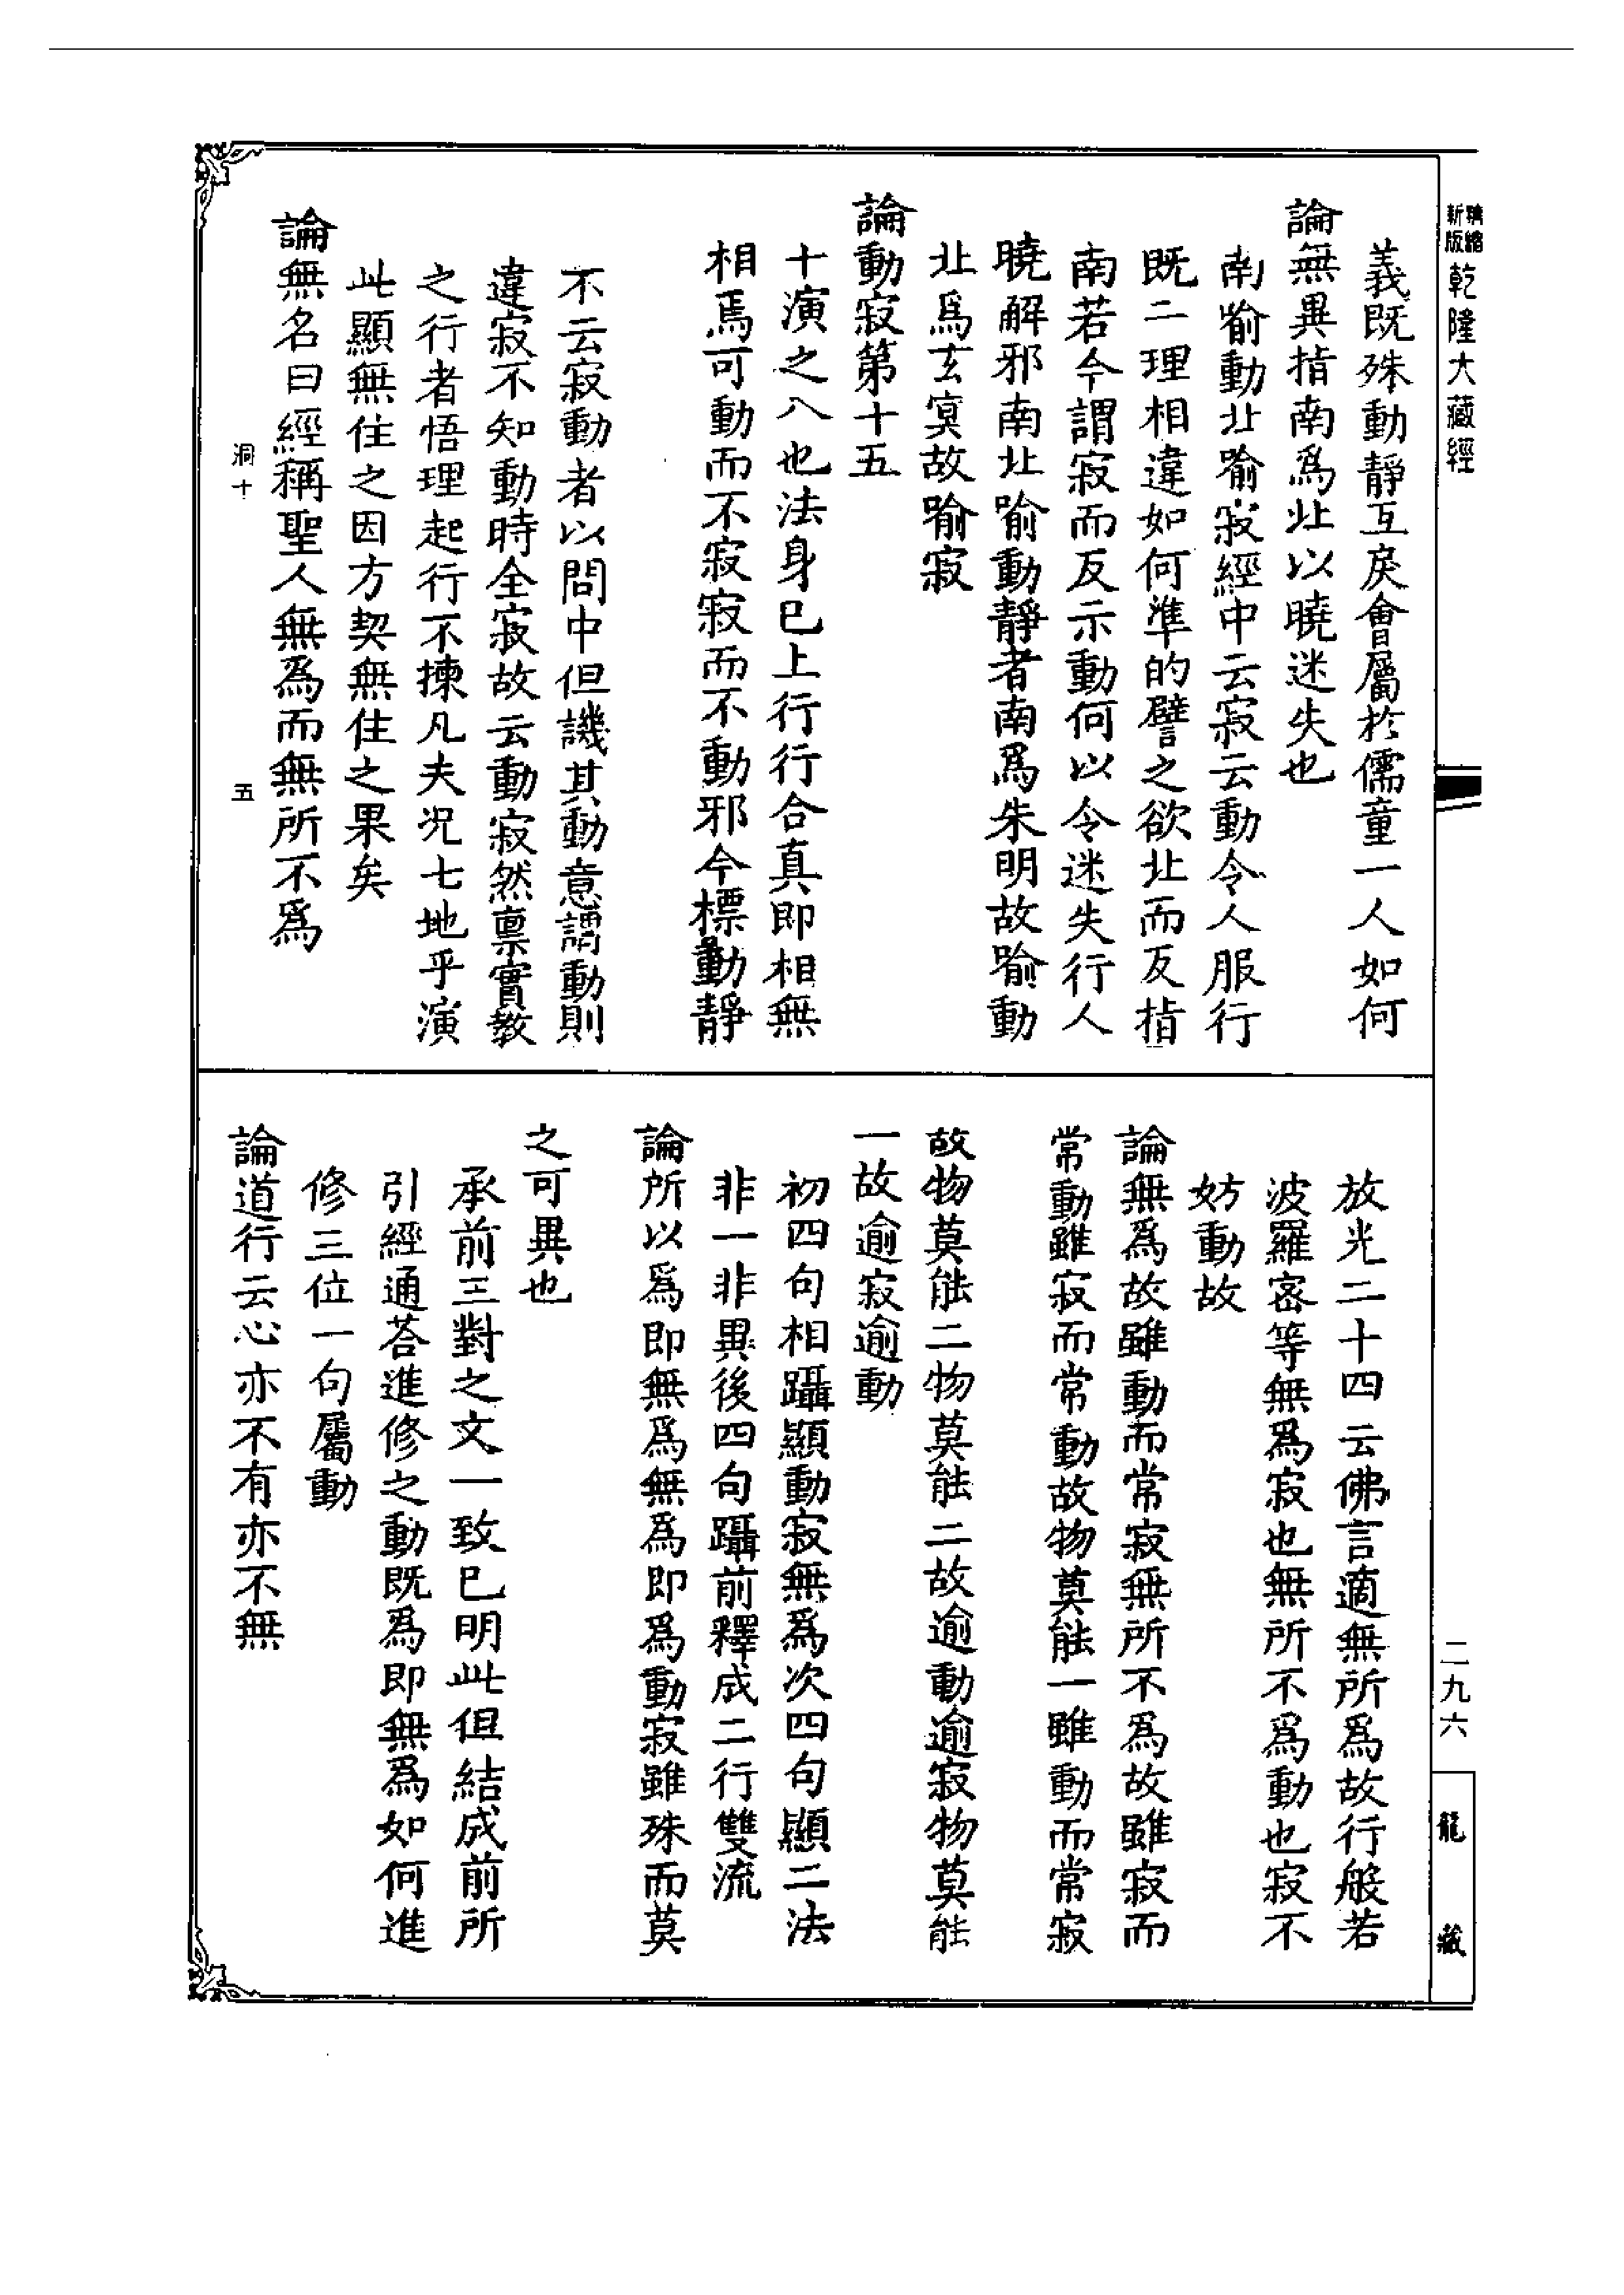 精縮新版乾隆大藏經
義既殊動靜互戾會屬於儒童一人如何
論無異指南爲北以曉迷失也
南喻動北喻寂經中云寂云動令人服行
既二理相違如何準的譬之欲北而反指
南若今謂寂而反示動何以令迷失行人
曉解邪南北喻動靜者南爲朱明故喻動
北爲玄冥故喻寂
論動寂第十五
十演之八也法身已上行行合真即相無
相焉可動而不寂寂而不動邪今標動靜
不云寂動者以問中但譏其動意謂動則
違寂不知動時全寂故云動寂然稟實教
之行者悟理起行不揀凡夫况七地乎演
此顯無住之因方契無住之果矣
論無名曰經稱聖人無爲而無所不爲
洞十 五
放光二十四云佛言適無所爲故行般若
波羅密等無爲寂也無所不爲動也寂不
妨動故
論無爲故雖動而常寂無所不爲故雖寂而
常動雖寂而常動故物莫能一雖動而常寂
故物莫能二物莫能二故逾動逾寂物莫能
一故逾寂逾動
初四句相躡顯動寂無爲次四句顯二法
非一非異後四句躡前釋成二行雙流
論所以爲即無爲無爲即爲動寂雖殊而莫
之可異也
承前三對之文一致已明此但結成前所
引經通荅進修之動既爲即無爲如何進
修三位一句屬動
論道行云心亦不有亦不無
二九六
龍藏